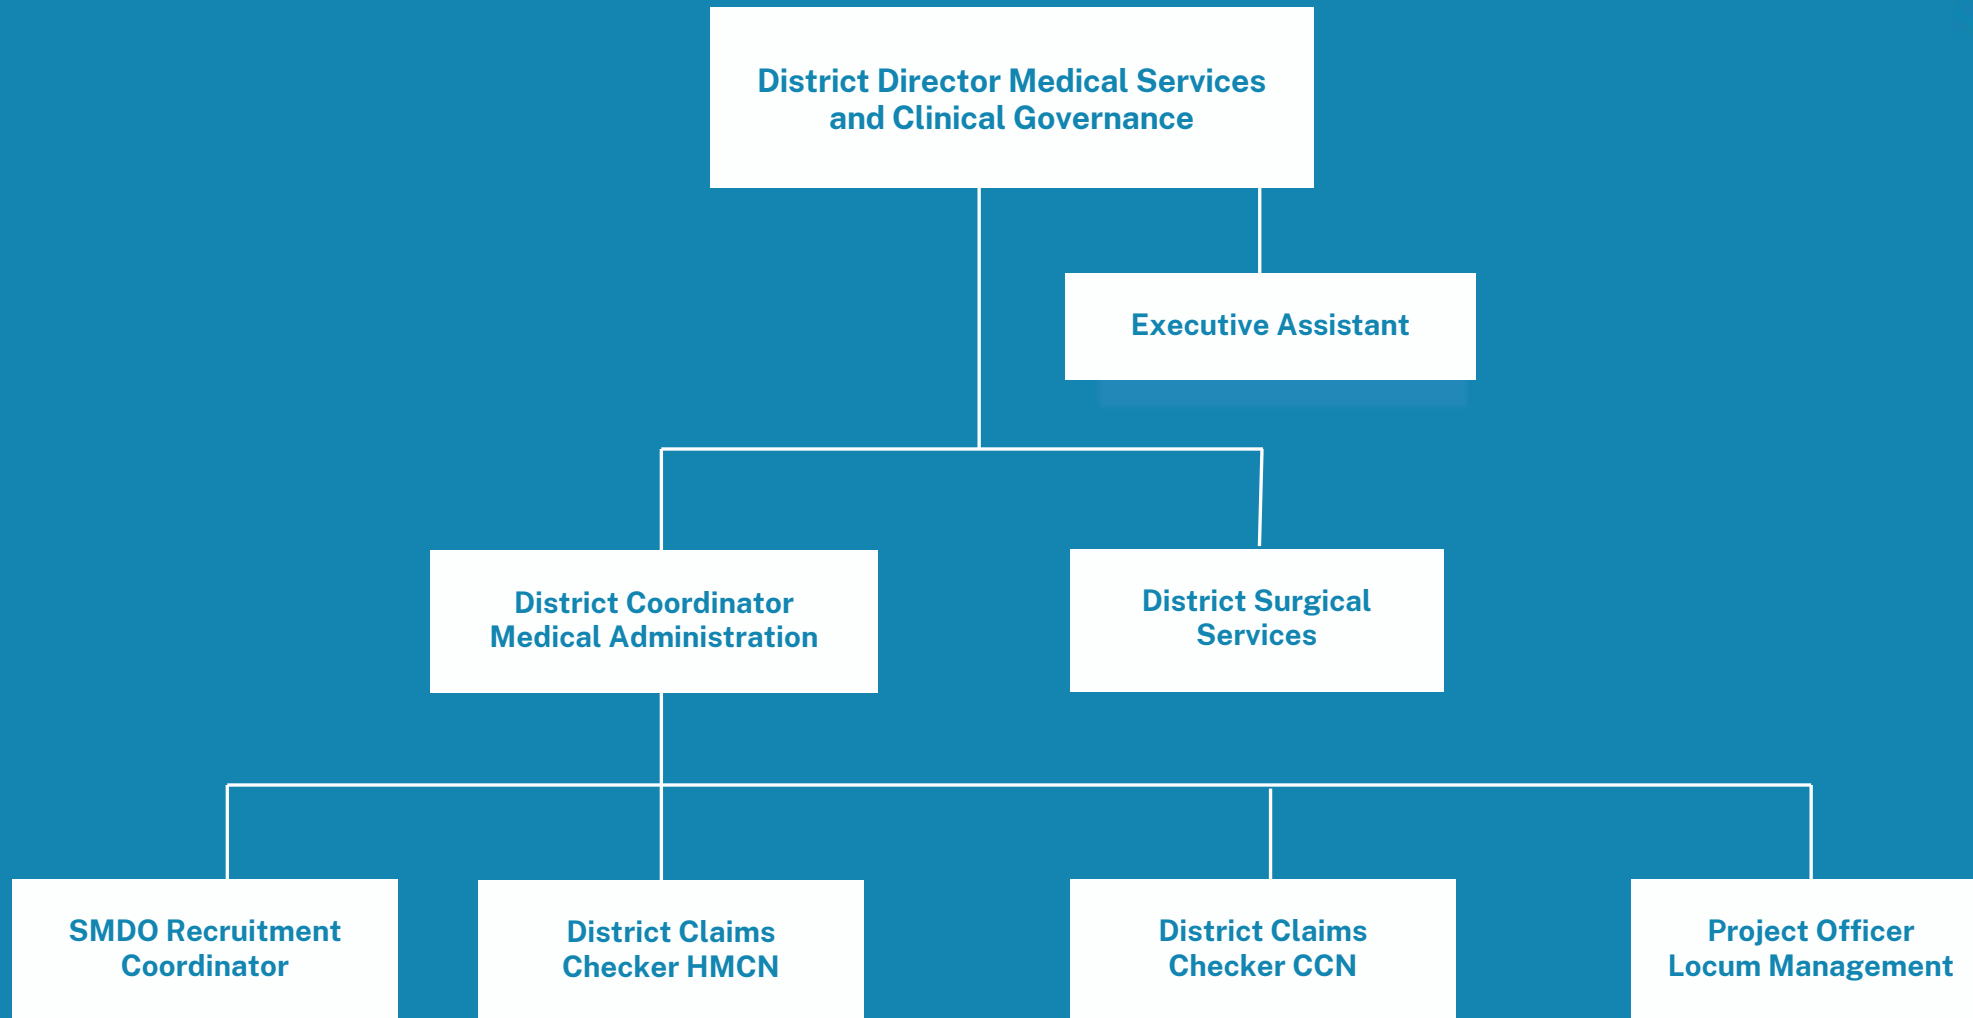 District Director Medical Services
and Clinical Governance
Executive Assistant
District Coordinator
Medical Administration
District Surgical
Services
SMDO Recruitment
Coordinator
District Claims
Checker HMCN
District Claims
Checker CCN
Project Officer
Locum Management